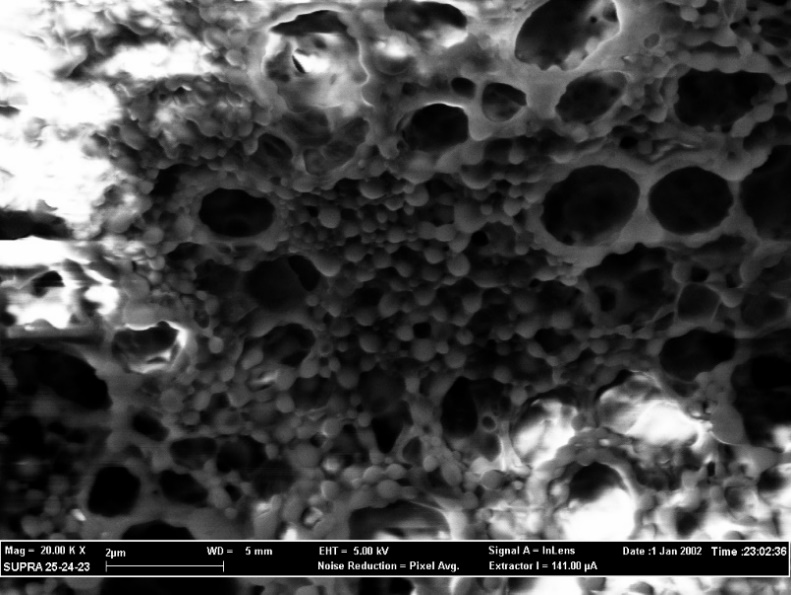 Mag = 20.00 K X 2µm WD = 5 mm EHT = 5.00 kV Signal A = InLens Date :1 Jan 2002 Time :23:02:36
SUPRA 25-24-23 Noise Reduction = Pixel Avg. Extractor I = 141.00 µA